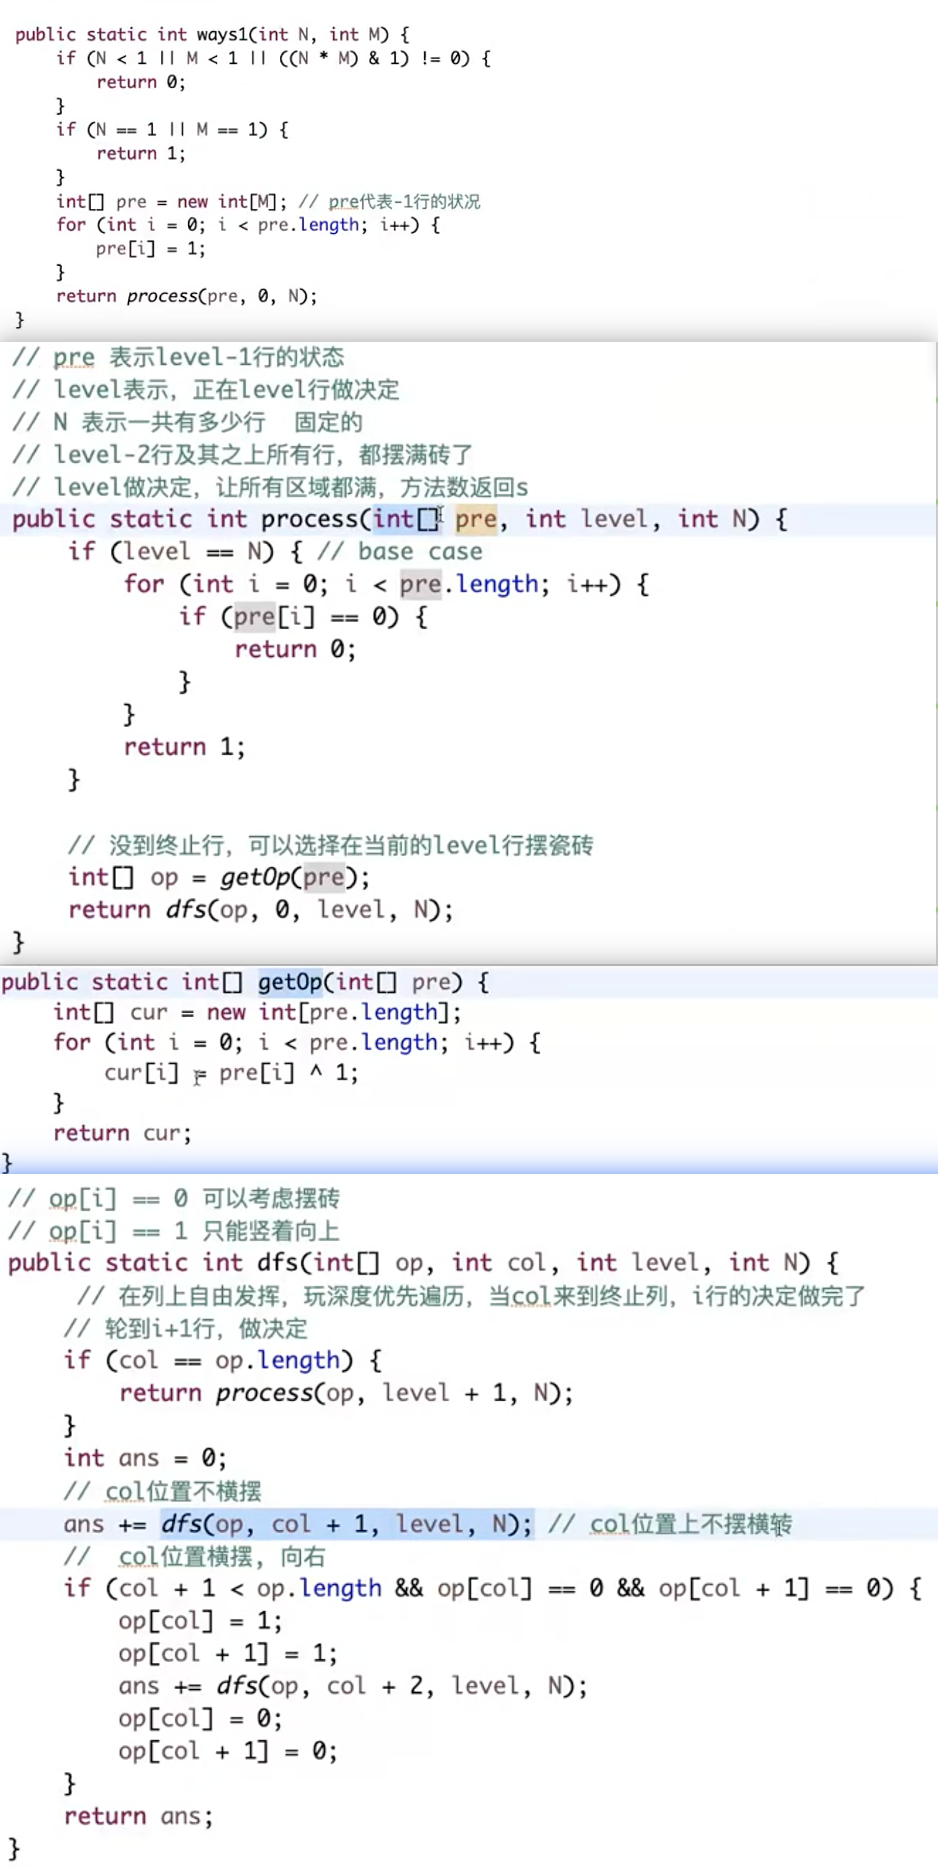 public static int ways1(int N, int M) {
    if (N < 1 || M < 1 || ((N * M) & 1) != 0) {
        return 0;
    }
    if (N == 1 || M == 1) {
        return 1;
    }
    int[] pre = new int[M]; // pre代表-1行的状况
    for (int i = 0; i < pre.length; i++) {
        pre[i] = 1;
    }
    return process(pre, 0, N);
}
// pre 表示level-1行的状态
// level表示，正在level行做决定
// N 表示一共有多少行  固定的
// level-2行及其之上所有行，都摆满砖了
// level做决定，让所有区域都满，方法数返回s
public static int process(int[] pre, int level, int N) {
    if (level == N) { // base case
        for (int i = 0; i < pre.length; i++) {
            if (pre[i] == 0) {
                return 0;
            }
        }
        return 1;
    }
    // 没到终止行，可以选择在当前的level行摆瓷砖
    int[] op = getOp(pre);
    return dfs(op, 0, level, N);
}
public static int[] getOp(int[] pre) {
    int[] cur = new int[pre.length];
    for (int i = 0; i < pre.length; i++) {
        cur[i] = pre[i] ^ 1;
    }
    return cur;
}
// op[i] == 0 可以考虑摆砖
// op[i] == 1 只能竖着向上
public static int dfs(int[] op, int col, int level, int N) {
    // 在列上自由发挥，玩深度优先遍历，当col来到终止列，i行的决定做完了
    // 轮到i+1行，做决定
    if (col == op.length) {
        return process(op, level + 1, N);
    }
    int ans = 0;
    // col位置不横摆
    ans += dfs(op, col + 1, level, N); // col位置上不摆横转
    //  col位置横摆, 向右
    if (col + 1 < op.length && op[col] == 0 && op[col + 1] == 0) {
        op[col] = 1;
        op[col + 1] = 1;
        ans += dfs(op, col + 2, level, N);
        op[col] = 0;
        op[col + 1] = 0;
    }
    return ans;
}